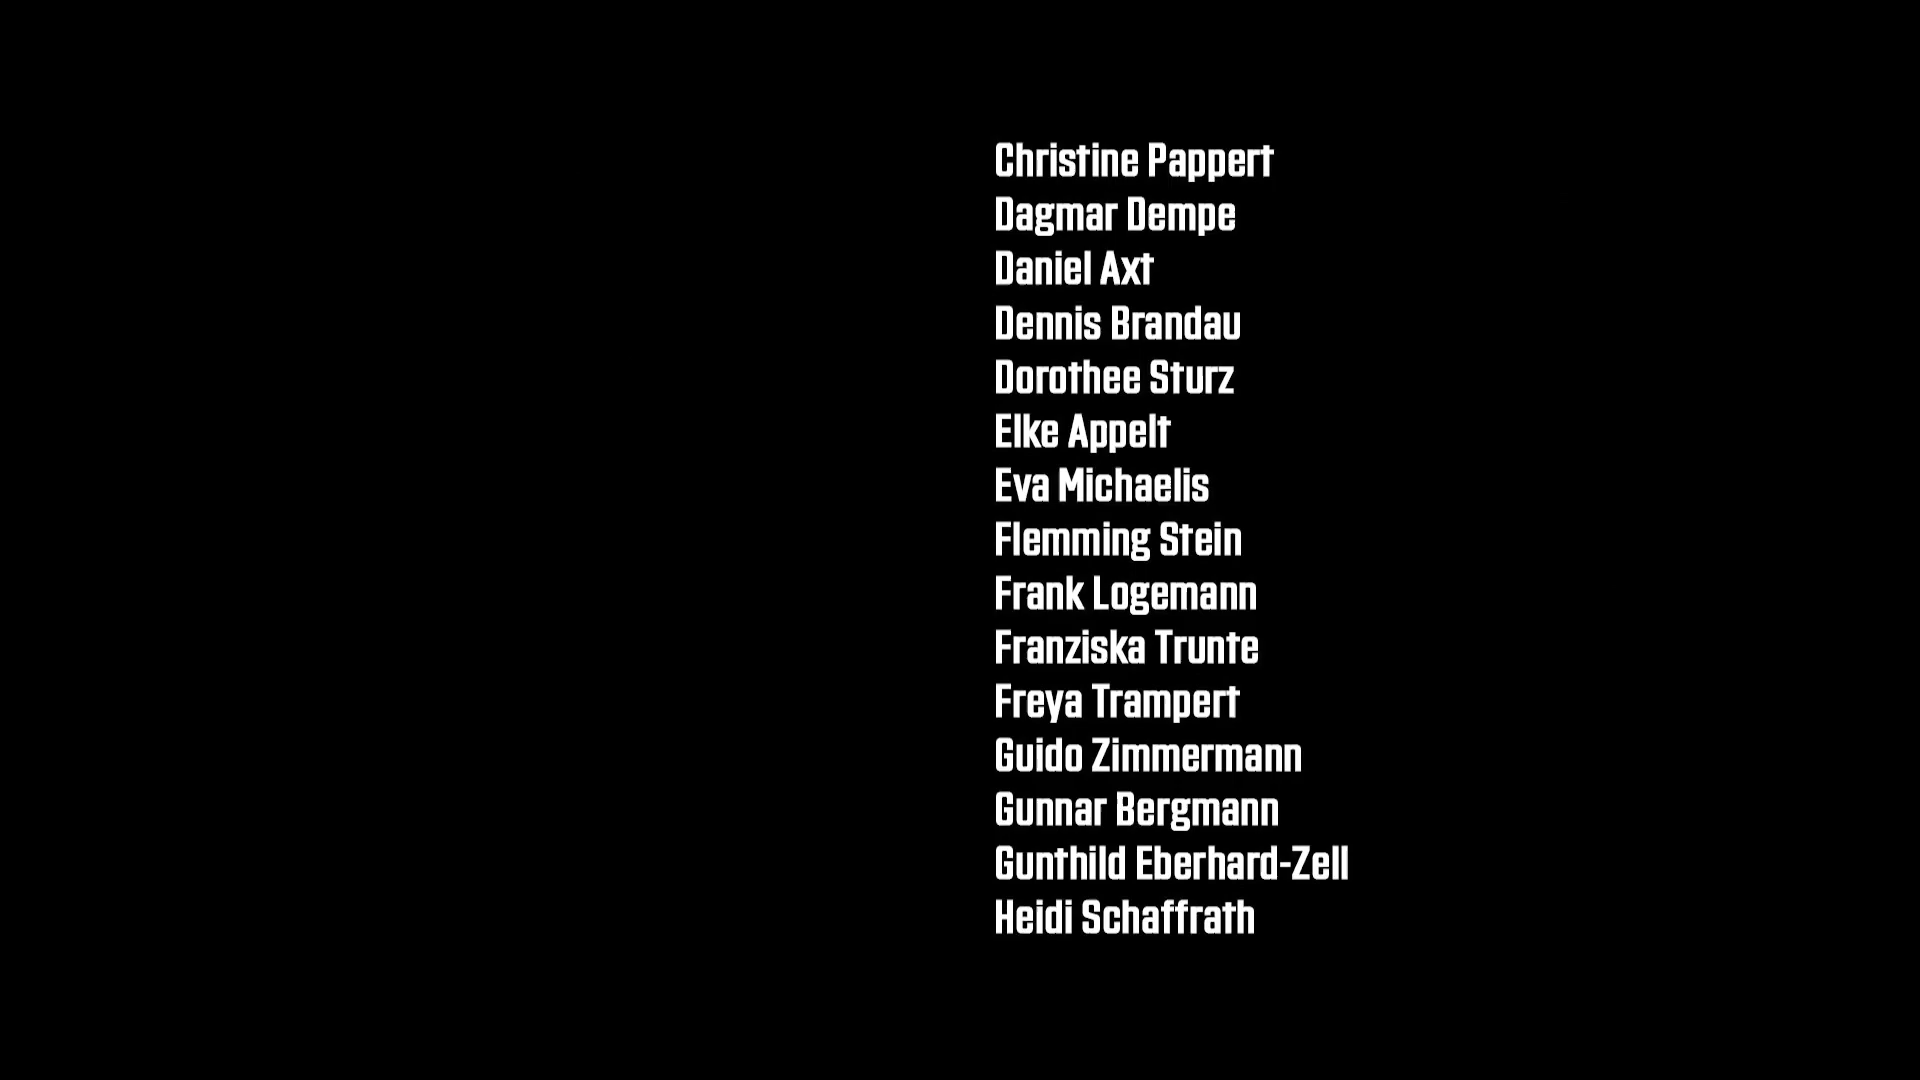 Christine Pappert
Dagmar Dempe
Daniel Axt
Dennis Brandau
Dorothee Sturz
Elke Appelt
Eva Michaelis
Flemming Stein
Frank Logemann
Franziska Trunte
Freya Trampert
Guido Zimmermann
Gunnar Bergmann
Gunthild Eberhard-Zell
Heidi Schaffrath